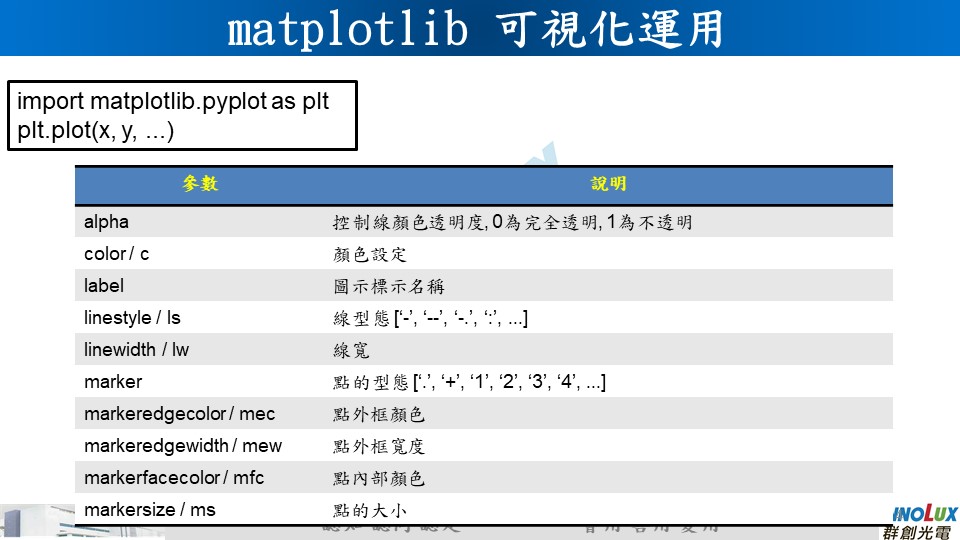 matplotlib 可視化運用
import matplotlib.pyplot as plt
plt.plot(x, y, ...)
參數 說明
alpha 控制線顏色透明度, 0為完全透明, 1為不透明
color / c 顏色設定
label 圖示標示名稱
linestyle / ls 線型態 [‘-’, ‘--’, ‘-.’, ‘:’, ...]
linewidth / lw 線寬
marker 點的型態 [‘.’, ‘+’, ‘1’, ‘2’, ‘3’, ‘4’, ...]
markeredgecolor / mec 點外框顏色
markeredgewidth / mew 點外框寬度
markerfacecolor / mfc 點內部顏色
markersize / ms 點的大小
INNOLUX
群創光電